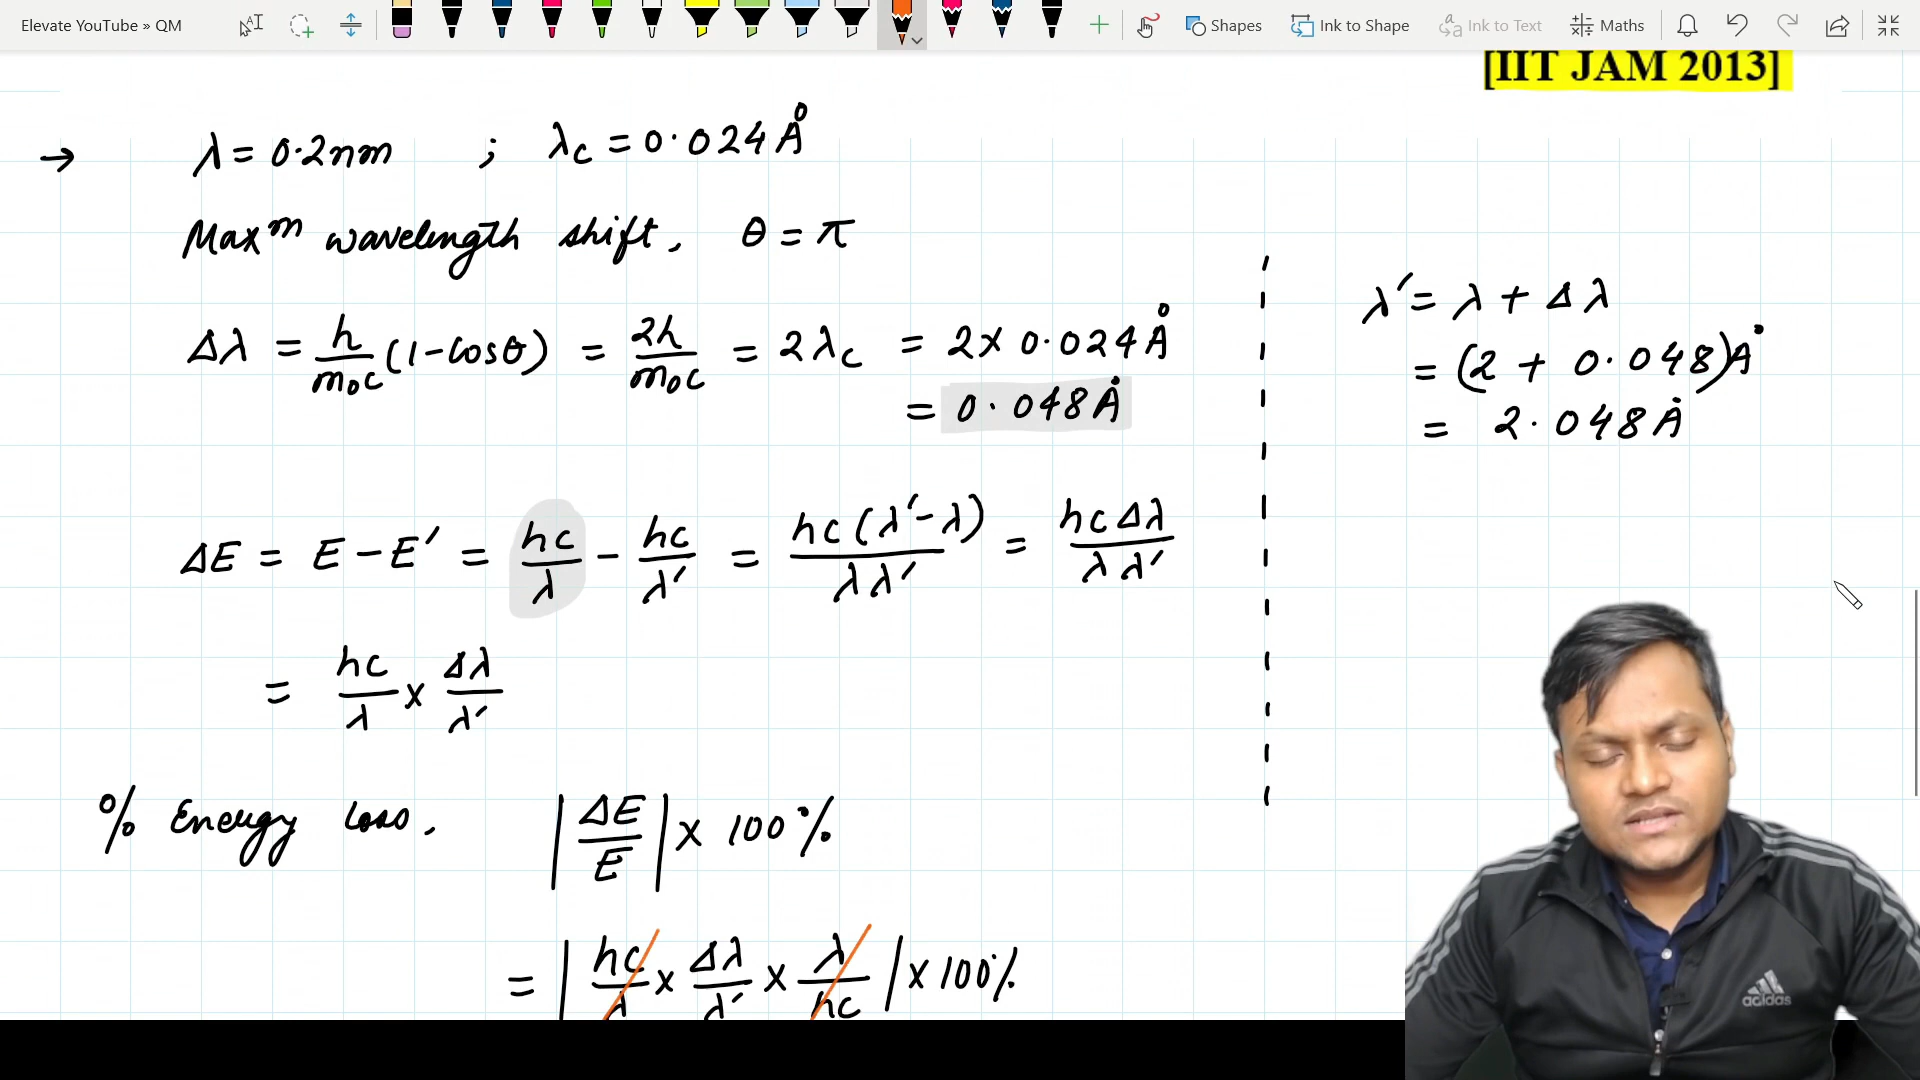 Elevate YouTube » QM
Shapes
Ink to Shape
Ink to Text
Maths
[IIT JAM 2013]
→ λ = 0.2nm ; λc = 0.024 Å
Maxᵐ wavelength shift, θ = π
Δλ = h/m₀c (1-cosθ) = 2h/m₀c = 2λc = 2 × 0.024 Å
= 0.048 Å
λ′ = λ + Δλ
= (2 + 0.048) Å
= 2.048 Å
ΔE = E - E′ = hc/λ - hc/λ′ = hc(λ′-λ)/λλ′ = hcΔλ/λλ′
= hc/λ × Δλ/λ′
% Energy Loss, |ΔE/E| × 100%
= |hc/λ × Δλ/λ′ × λ/hc| × 100%
adidas